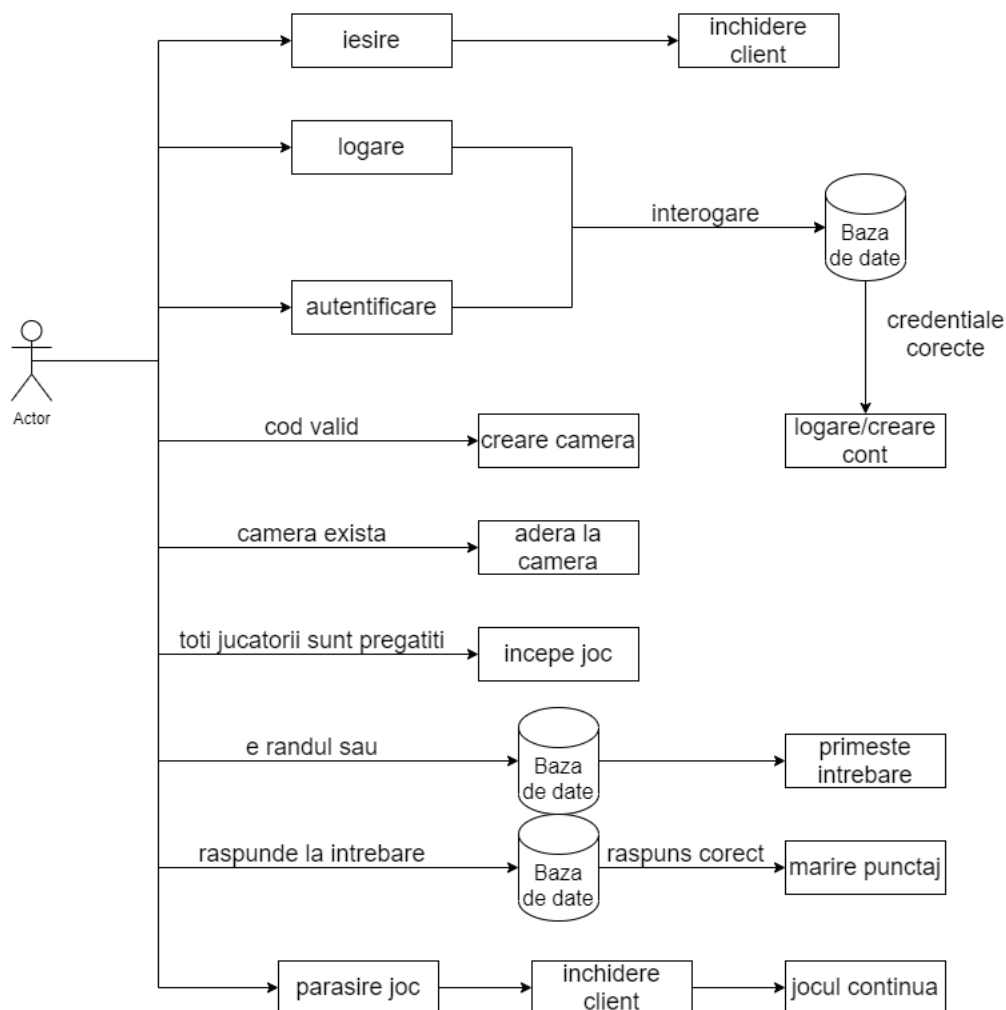 iesire
inchidere
client
logare
interogare
Baza
de date
autentificare
credentiale
corecte
Actor
cod valid
creare camera
logare/creare
cont
camera exista
adera la
camera
toti jucatorii sunt pregatiti
incepe joc
e randul sau
Baza
de date
primeste
intrebare
raspunde la intrebare
Baza
de date
raspuns corect
marire punctaj
parasire joc
inchidere
client
jocul continua